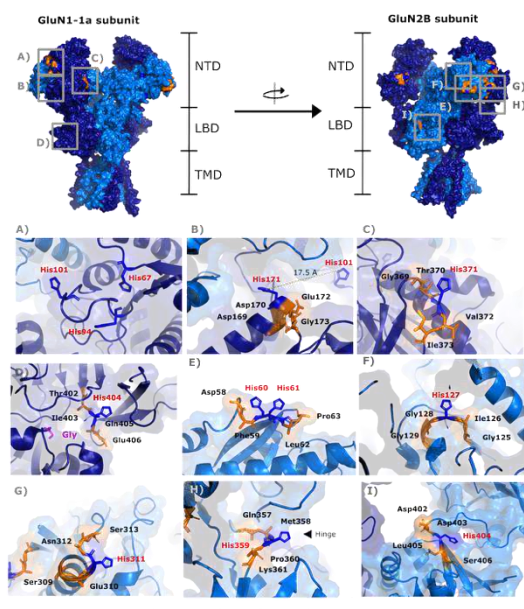 GluN1-1a subunit
GluN2B subunit
A)
B)
C)
D)
NTD
LBD
TMD
NTD
LBD
TMD
F)
E)
G)
H)
I)
A)
His101
His67
His94
B)
17.5 A
His101
His171
Asp170
Asp169
Glu172
Gly173
C)
Thr370
His371
Gly369
Val372
Ile373
D)
Thr402
His404
Ile403
Gln405
Gly
Glu406
E)
His60
His61
Asp58
Pro63
Phe59
Leu62
F)
His127
Gly128
Ile126
Gly129
Gly125
G)
Ser313
Asn312
His311
Ser309
Glu310
H)
Gln357
Met358
Hinge
His359
Pro360
Lys361
I)
Asp402
Asp403
His404
Leu405
Ser406